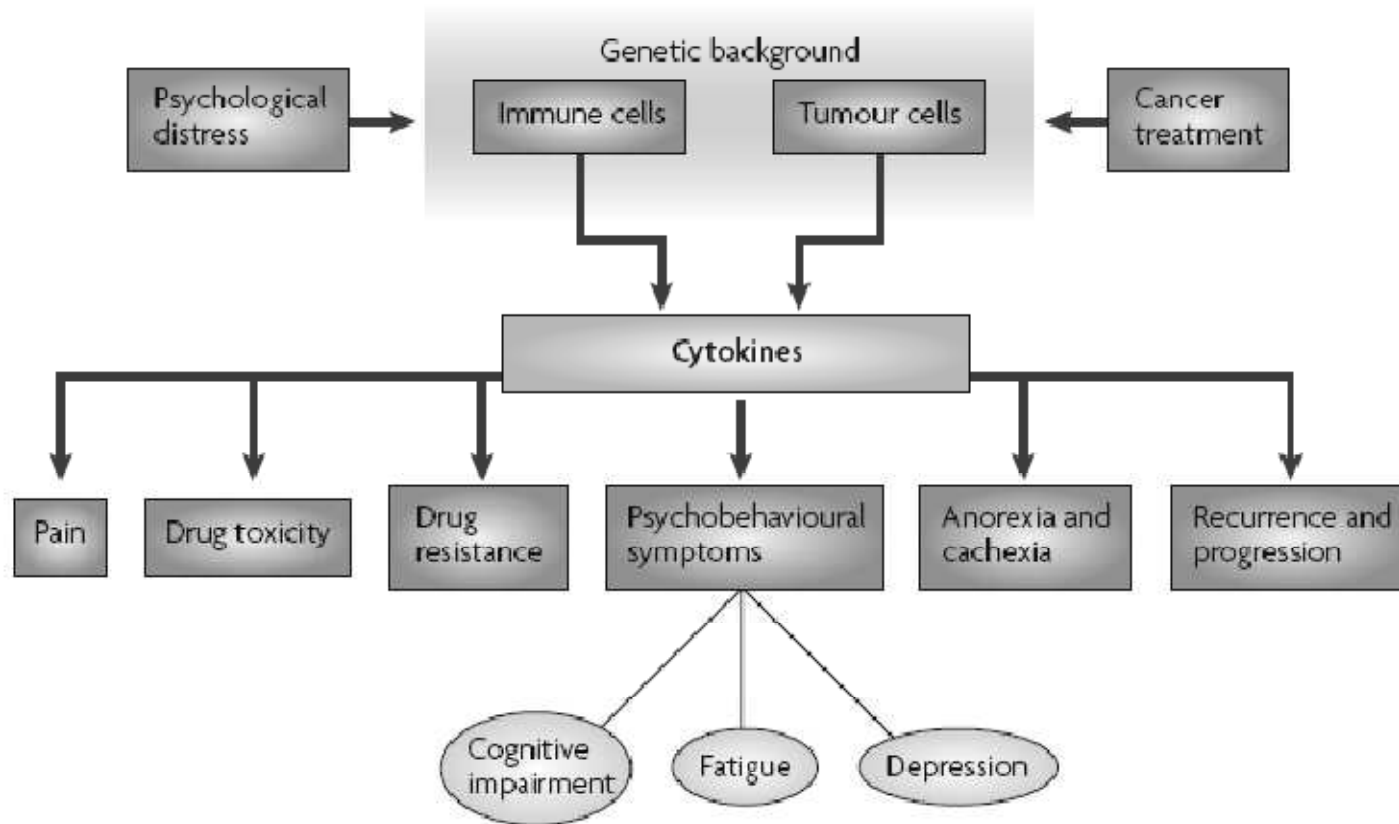 Genetic background
Psychological
distress
Immune cells
Tumour cells
Cancer
treatment
Cytokines
Pain
Drug toxicity
Drug
resistance
Psychobehavioural
symptoms
Anorexia and
cachexia
Recurrence and
progression
Cognitive
impairment
Fatigue
Depression